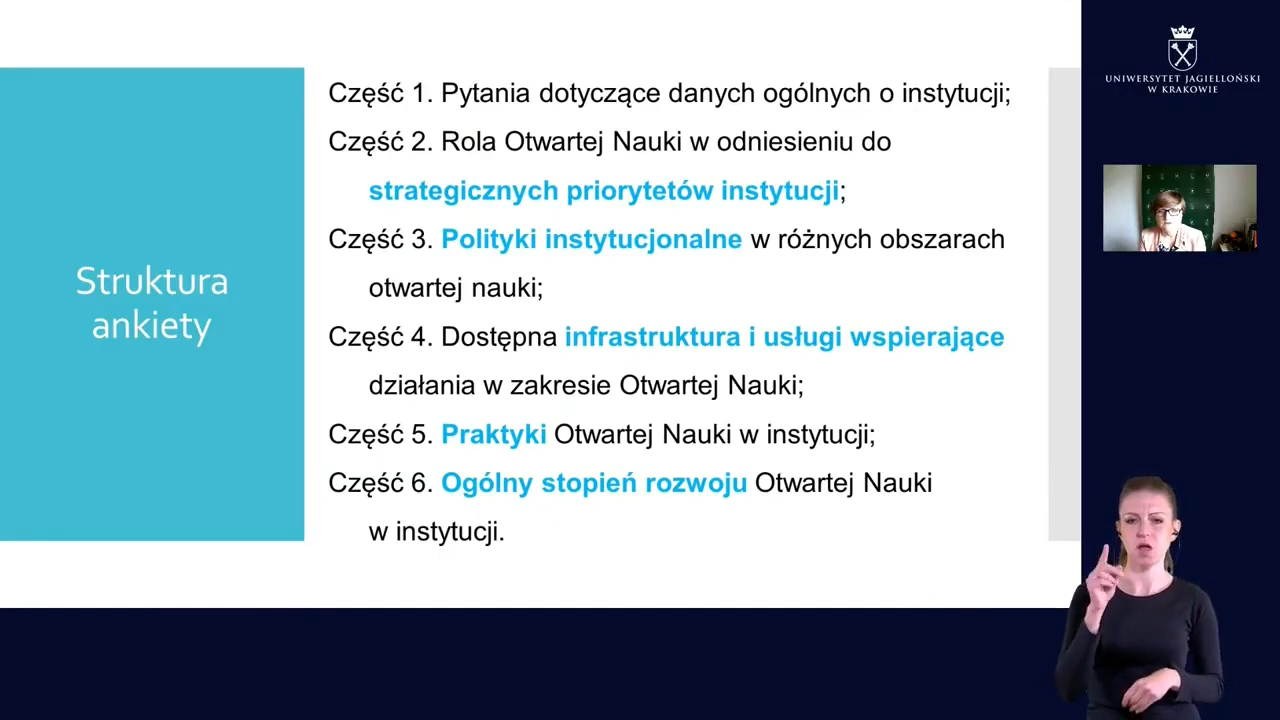 Struktura
ankiety
Część 1. Pytania dotyczące danych ogólnych o instytucji;
Część 2. Rola Otwartej Nauki w odniesieniu do
strategicznych priorytetów instytucji;
Część 3. Polityki instytucjonalne w różnych obszarach
otwartej nauki;
Część 4. Dostępna infrastruktura i usługi wspierające
działania w zakresie Otwartej Nauki;
Część 5. Praktyki Otwartej Nauki w instytucji;
Część 6. Ogólny stopień rozwoju Otwartej Nauki
w instytucji.
UNIWERSYTET JAGIELLOŃSKI
W KRAKOWIE